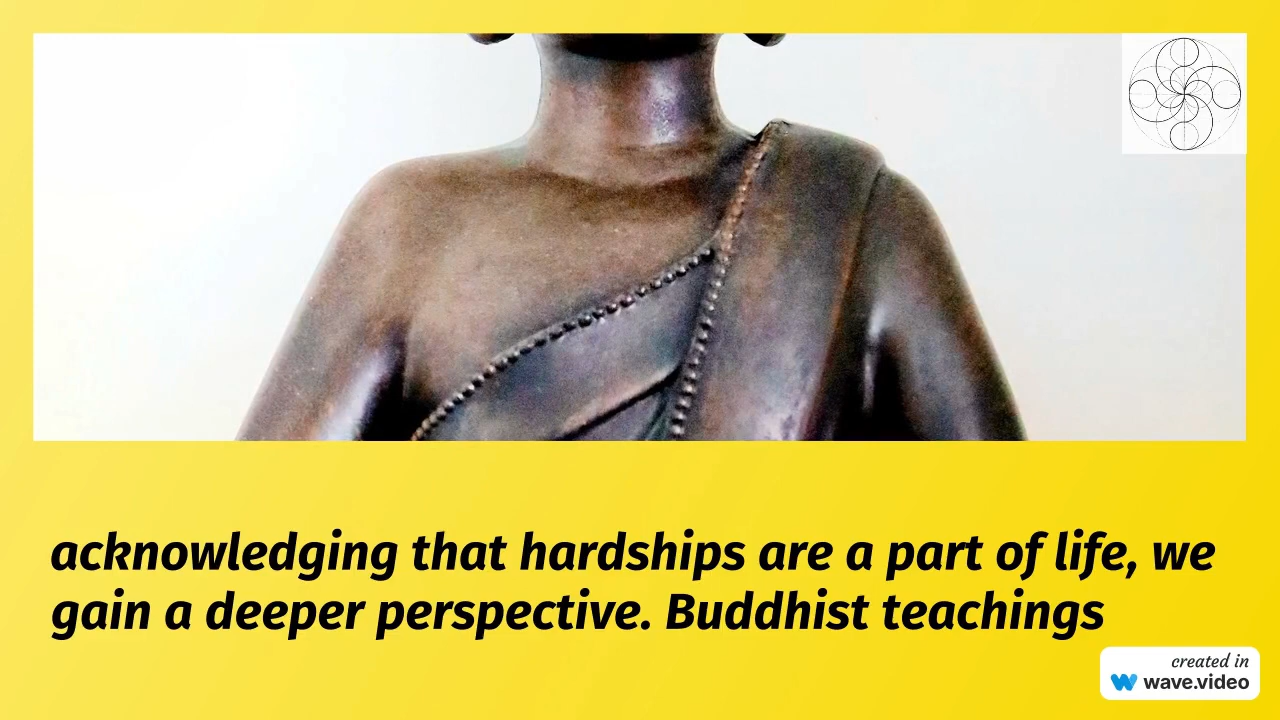 acknowledging that hardships are a part of life, we
gain a deeper perspective. Buddhist teachings
created in
wave.video